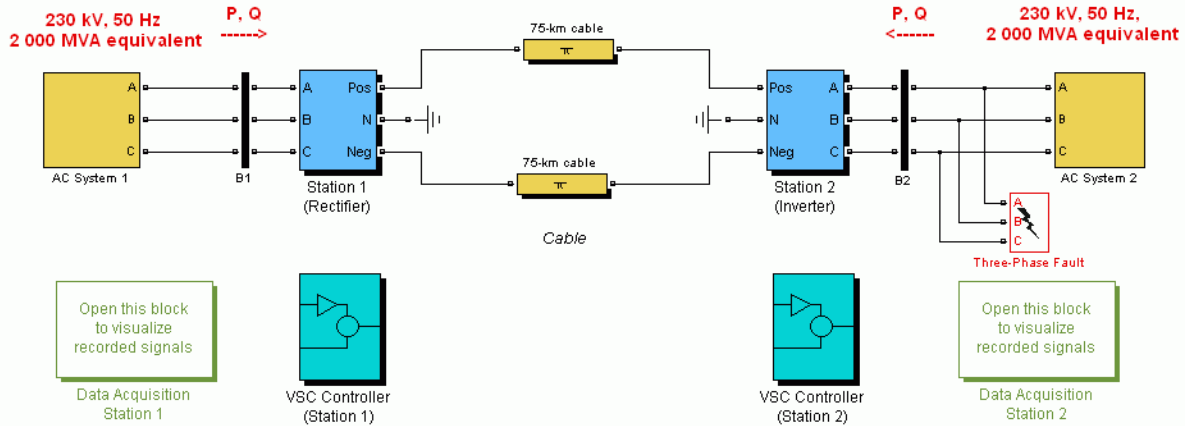 230 kV, 50 Hz
2 000 MVA equivalent
P, Q
------>
75-km cable
π
P, Q
<------
230 kV, 50 Hz,
2 000 MVA equivalent
A
B
C
AC System 1
B1
A
B
C
Pos
N
Neg
Station 1
(Rectifier)
75-km cable
π
Cable
Pos
N
Neg
A
B
C
Station 2
(Inverter)
B2
A
B
C
AC System 2
A
B
C
Three-Phase Fault
Open this block
to visualize
recorded signals
Data Acquisition
Station 1
VSC Controller
(Station 1)
VSC Controller
(Station 2)
Open this block
to visualize
recorded signals
Data Acquisition
Station 2